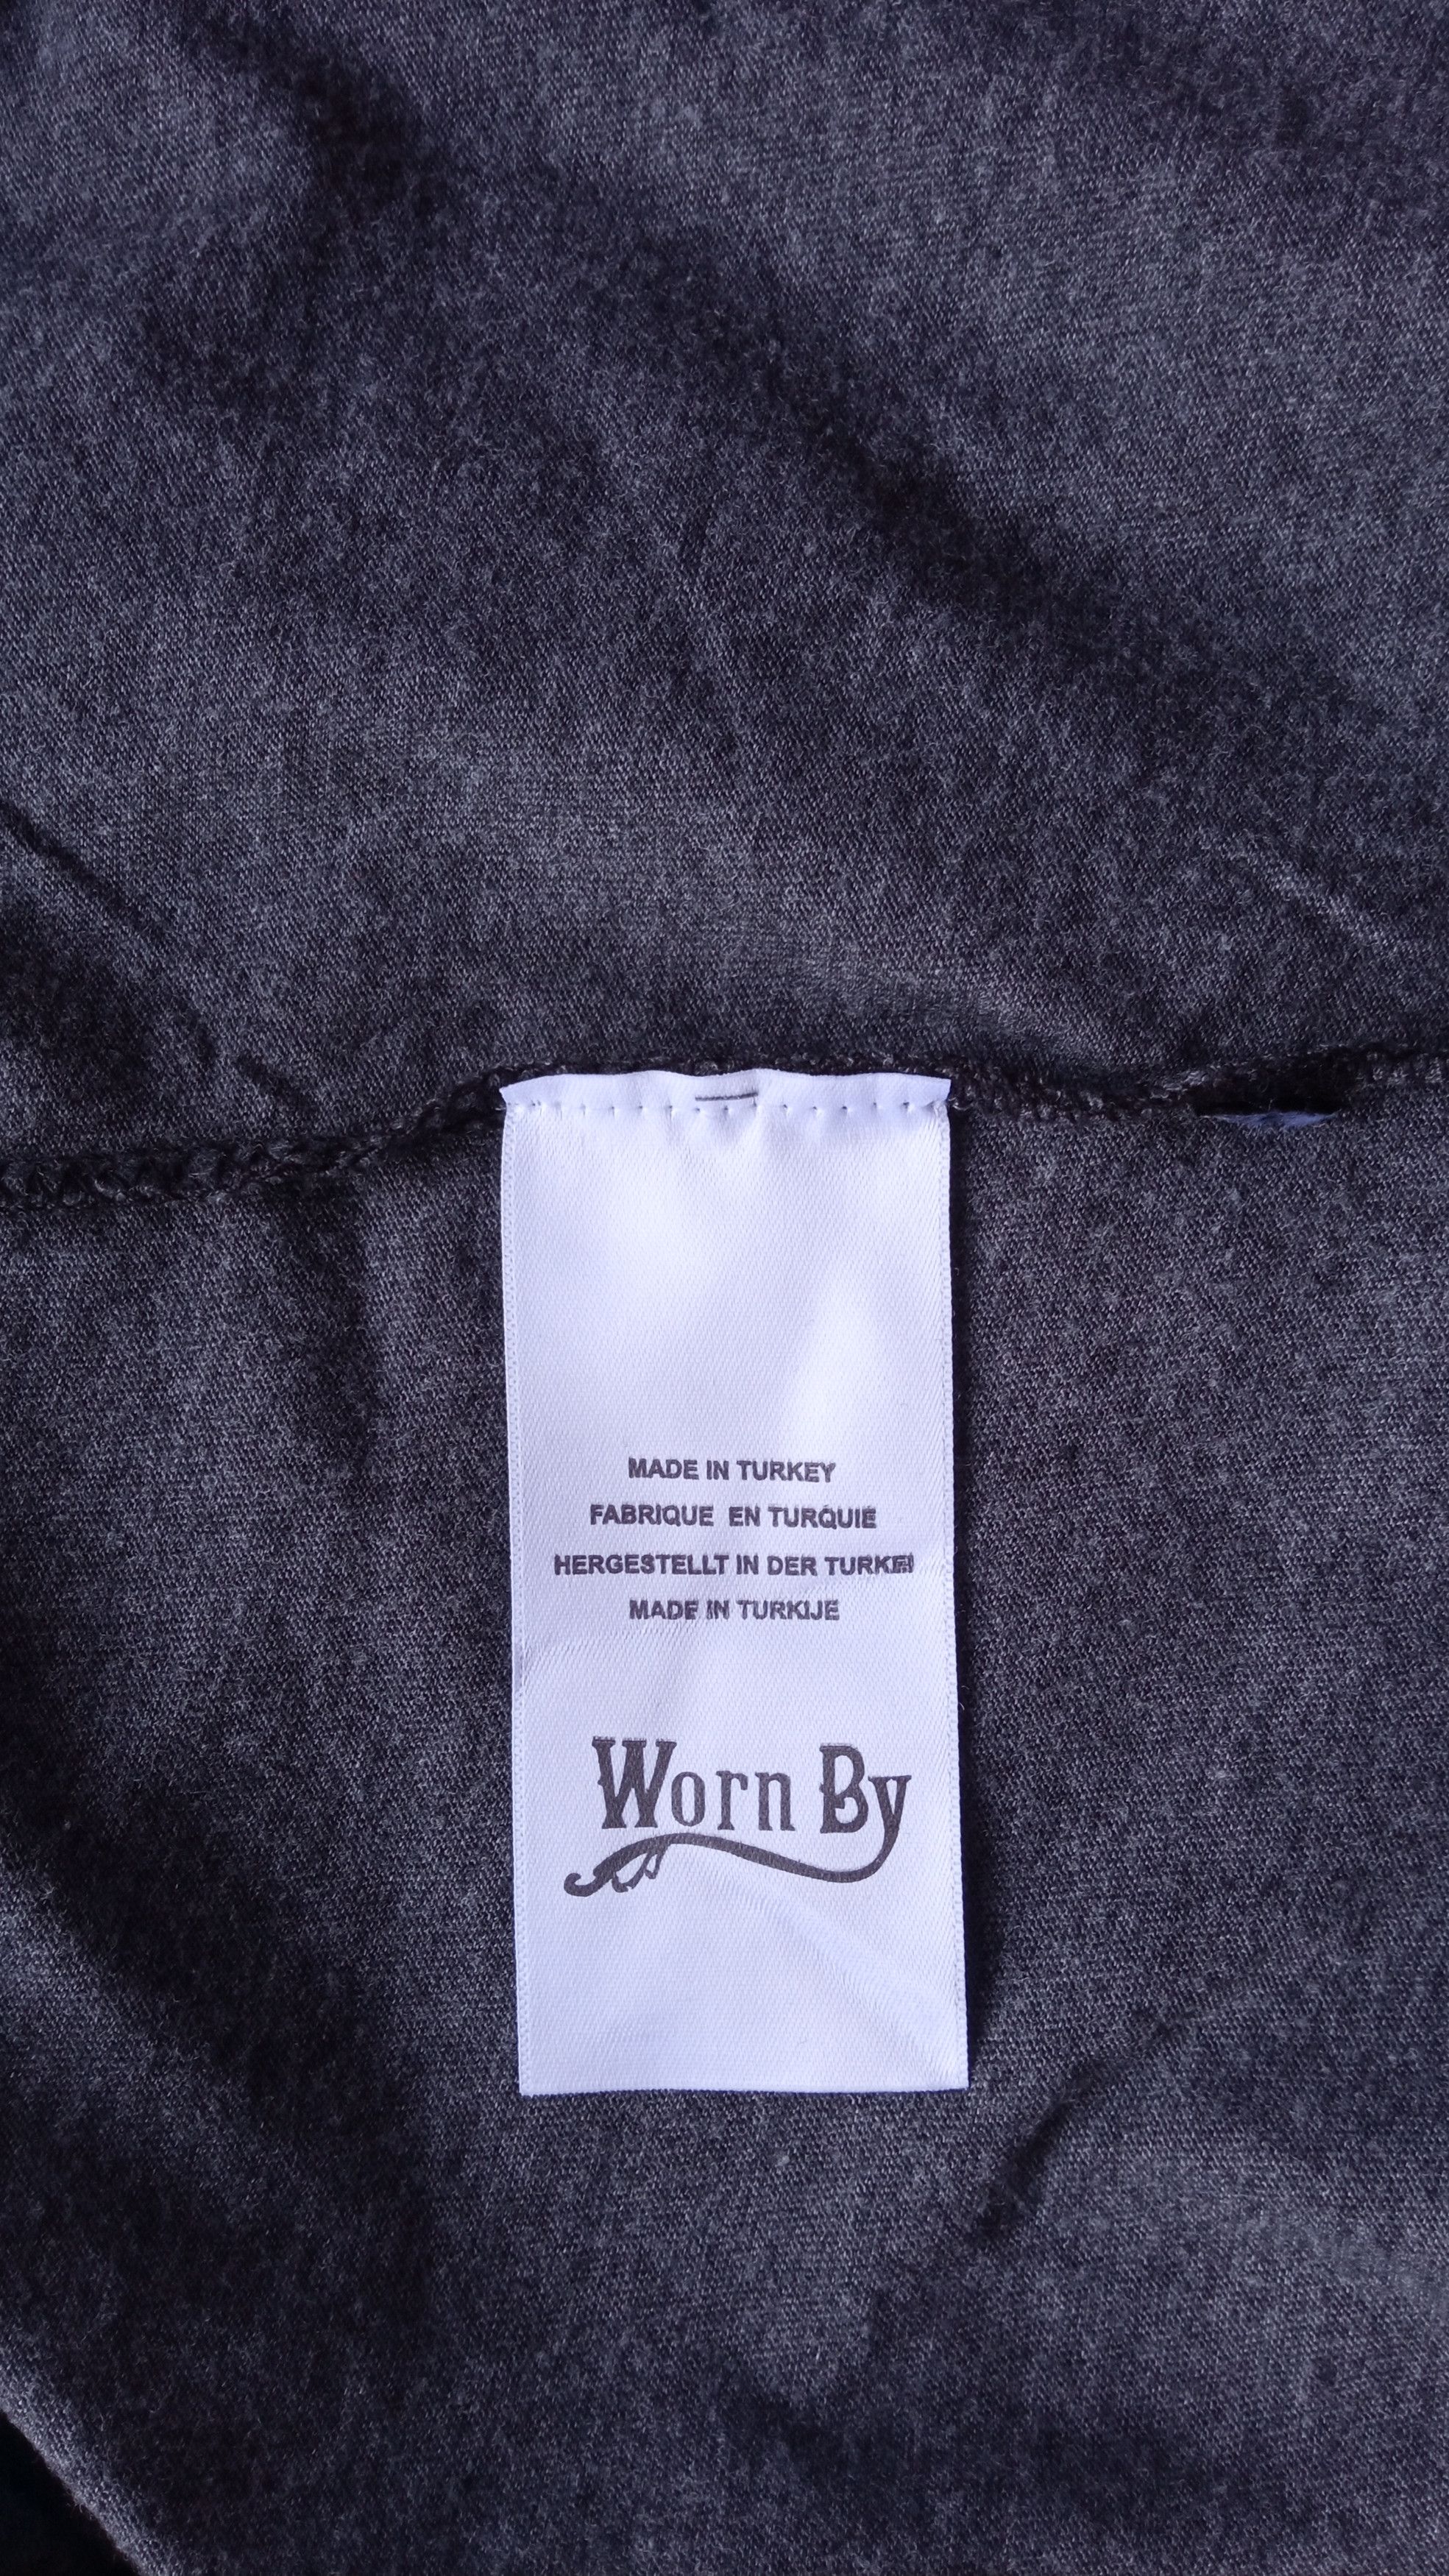 MADE IN TURKEY
FABRIQUE EN TURQUIE
HERGESTELLT IN DER TURKEI
MADE IN TURKIJE
Worn By